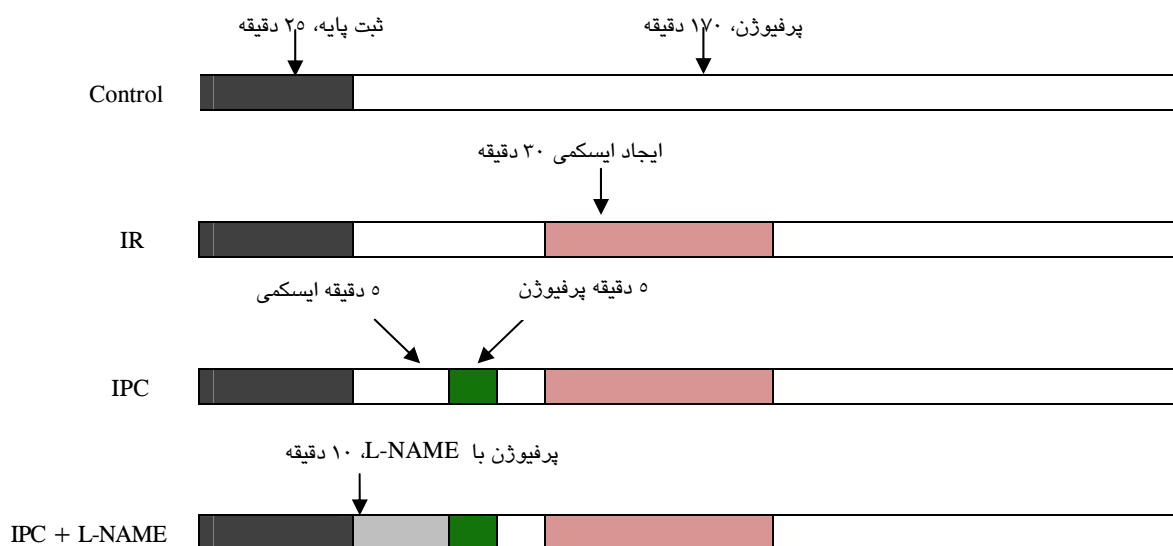 ثبت پایه، ۲۵ دقیقه
پرفیوژن، ۱۷۰ دقیقه
Control
ایجاد ایسکمی ۳۰ دقیقه
IR
۵ دقیقه ایسکمی
۵ دقیقه پرفیوژن
IPC
پرفیوژن با L-NAME، ۱۰ دقیقه
IPC + L-NAME